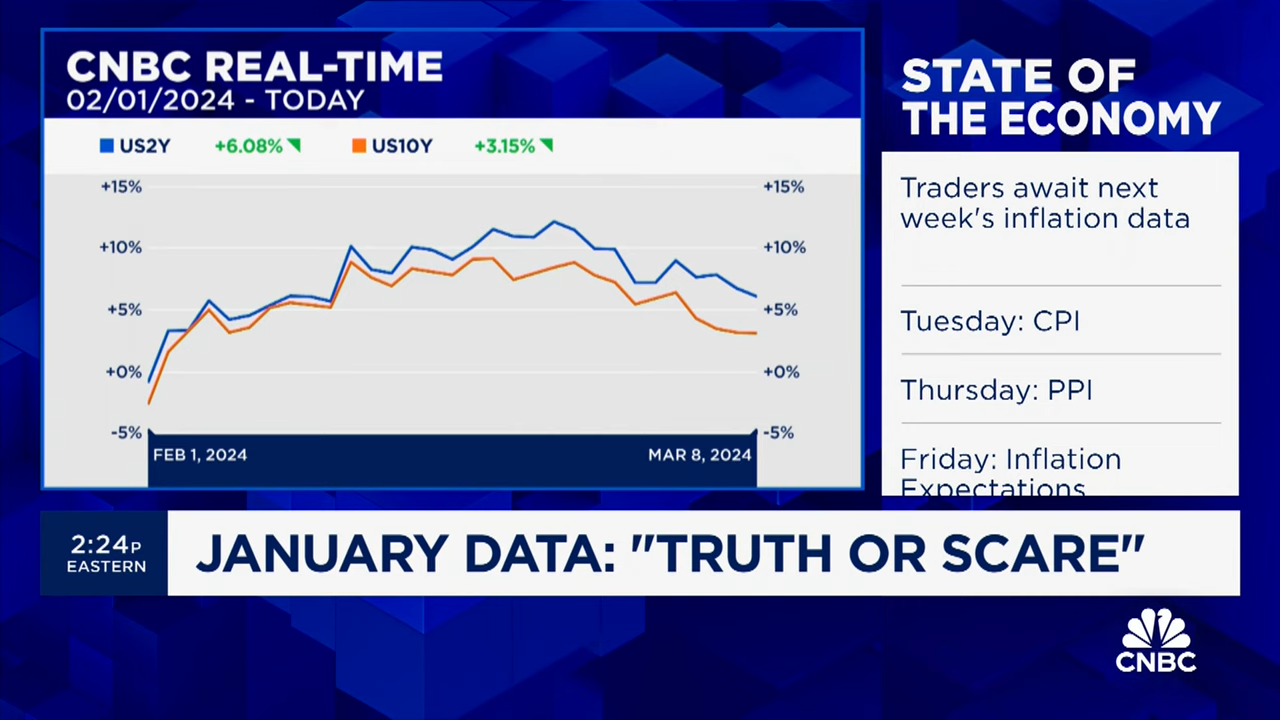 CNBC REAL-TIME
02/01/2024 - TODAY
US2Y +6.08% US10Y +3.15%
+15% +15%
+10% +10%
+5% +5%
+0% +0%
-5% -5%
FEB 1, 2024 MAR 8, 2024
STATE OF
THE ECONOMY
Traders await next
week's inflation data
Tuesday: CPI
Thursday: PPI
Friday: Inflation
Expectations
2:24P
EASTERN
JANUARY DATA: "TRUTH OR SCARE"
CNBC